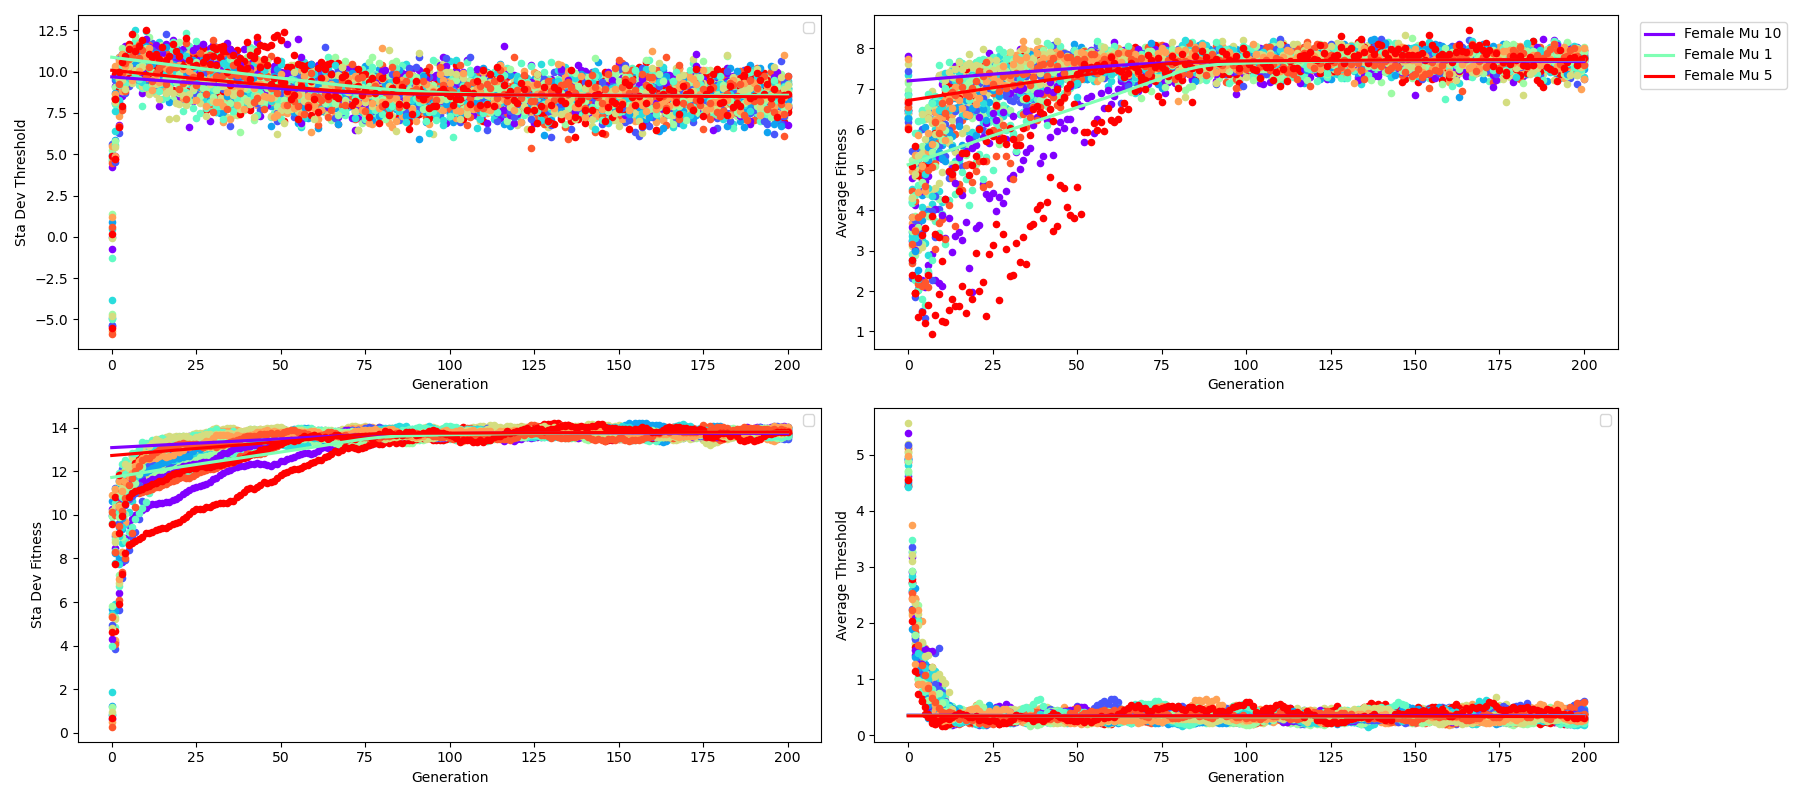 12.5
10.0
7.5
5.0
2.5
0.0
−2.5
−5.0
Sta Dev Threshold
0 25 50 75 100 125 150 175 200
Generation
8
7
6
5
4
3
2
1
Average Fitness
0 25 50 75 100 125 150 175 200
Generation
Female Mu 10
Female Mu 1
Female Mu 5
14
12
10
8
6
4
2
0
Sta Dev Fitness
0 25 50 75 100 125 150 175 200
Generation
5
4
3
2
1
0
Average Threshold
0 25 50 75 100 125 150 175 200
Generation